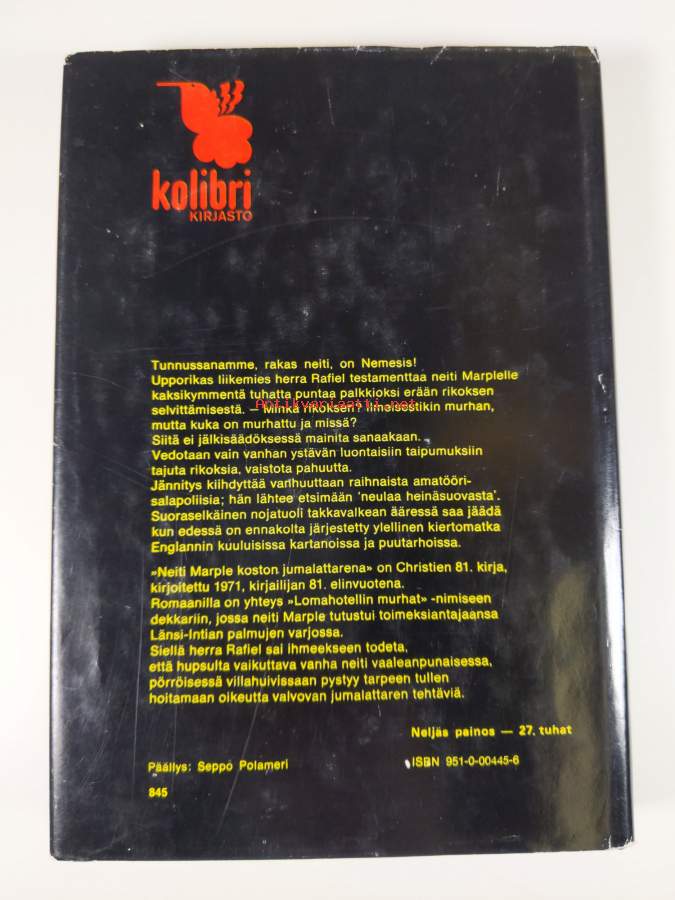 kolibri
KIRJASTO
Tunnussanamme, rakas neiti, on Nemesis!
Upporikas liikemies herra Rafiel testamenttaa neiti Marplelle
kaksikymmentä tuhatta puntaa palkkioksi erään rikoksen
selvittämisestä. — Minkä rikoksen? Ilmeisestikin murhan,
antikvariaatti.net
mutta kuka on murhattu ja missä?
Siitä ei jälkisäädöksessä mainita sanaakaan.
Vedotaan vain vanhan ystävän luontaisiin taipumuksiin
tajuta rikoksia, vaistota pahuutta.
Jännitys kiihdyttää vanhuuttaan raihnaista amatööri-
salapoliisia; hän lähtee etsimään 'neulaa heinäsuovasta'.
Suoraselkäinen nojatuoli takkavalkean ääressä saa jäädä
kun edessä on ennakolta järjestetty ylellinen kiertomatka
Englannin kuuluisissa kartanoissa ja puutarhoissa.
»Neiti Marple koston jumalattarena» on Christien 81. kirja,
kirjoitettu 1971, kirjailijan 81. elinvuotena.
Romaanilla on yhteys »Lomahotellin murhat» -nimiseen
dekkariin, jossa neiti Marple tutustui toimeksiantajaansa
Länsi-Intian palmujen varjossa.
Siellä herra Rafiel sai ihmeekseen todeta,
että hupsulta vaikuttava vanha neiti vaaleanpunaisessa,
pörröisessä villahuivissaan pystyy tarpeen tullen
hoitamaan oikeutta valvovan jumalattaren tehtäviä.
Neljäs painos — 27. tuhat
Päällys: Seppo Polameri
ISBN 951-0-00445-6
845